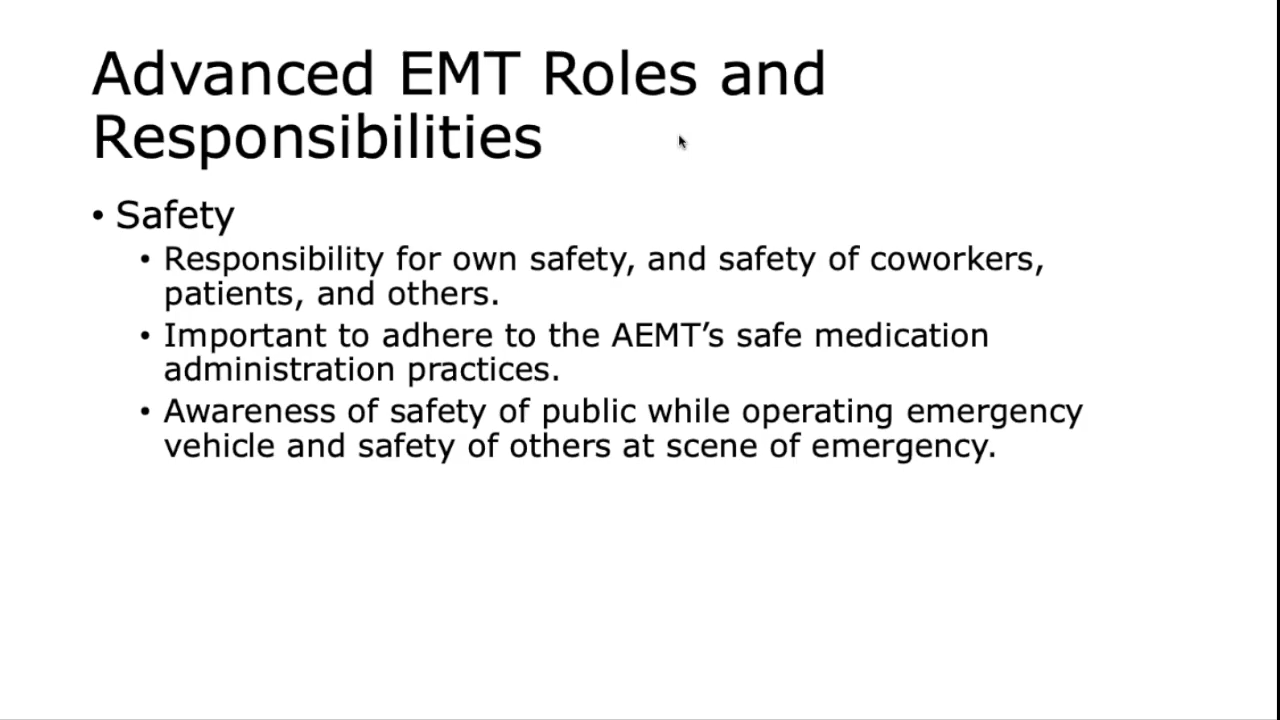 Advanced EMT Roles and
Responsibilities
• Safety
• Responsibility for own safety, and safety of coworkers,
patients, and others.
• Important to adhere to the AEMT’s safe medication
administration practices.
• Awareness of safety of public while operating emergency
vehicle and safety of others at scene of emergency.